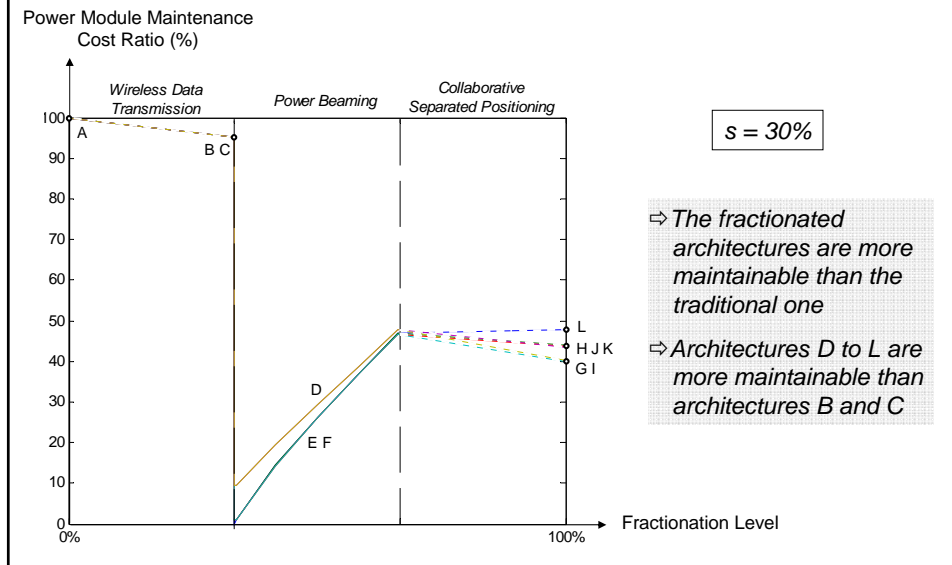 Power Module Maintenance
Cost Ratio (%)
Wireless Data
Transmission
Power Beaming
Collaborative
Separated Positioning
100
A
B C
90
80
70
60
50
40
30
20
10
0
D
E F
L
H J K
G I
0%
100%
Fractionation Level
s = 30%
⇨ The fractionated
architectures are more
maintainable than the
traditional one
⇨ Architectures D to L are
more maintainable than
architectures B and C